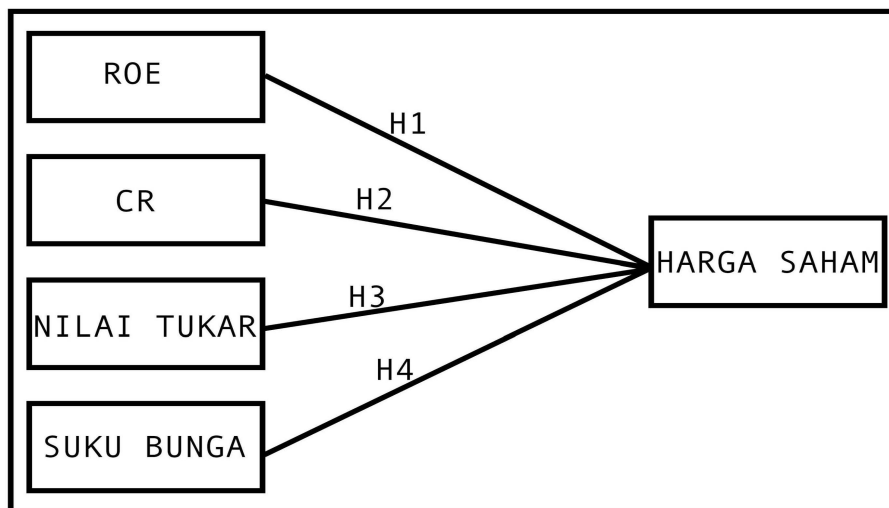 ROE
H1
CR
H2
HARGA SAHAM
NILAI TUKAR
H3
H4
SUKU BUNGA